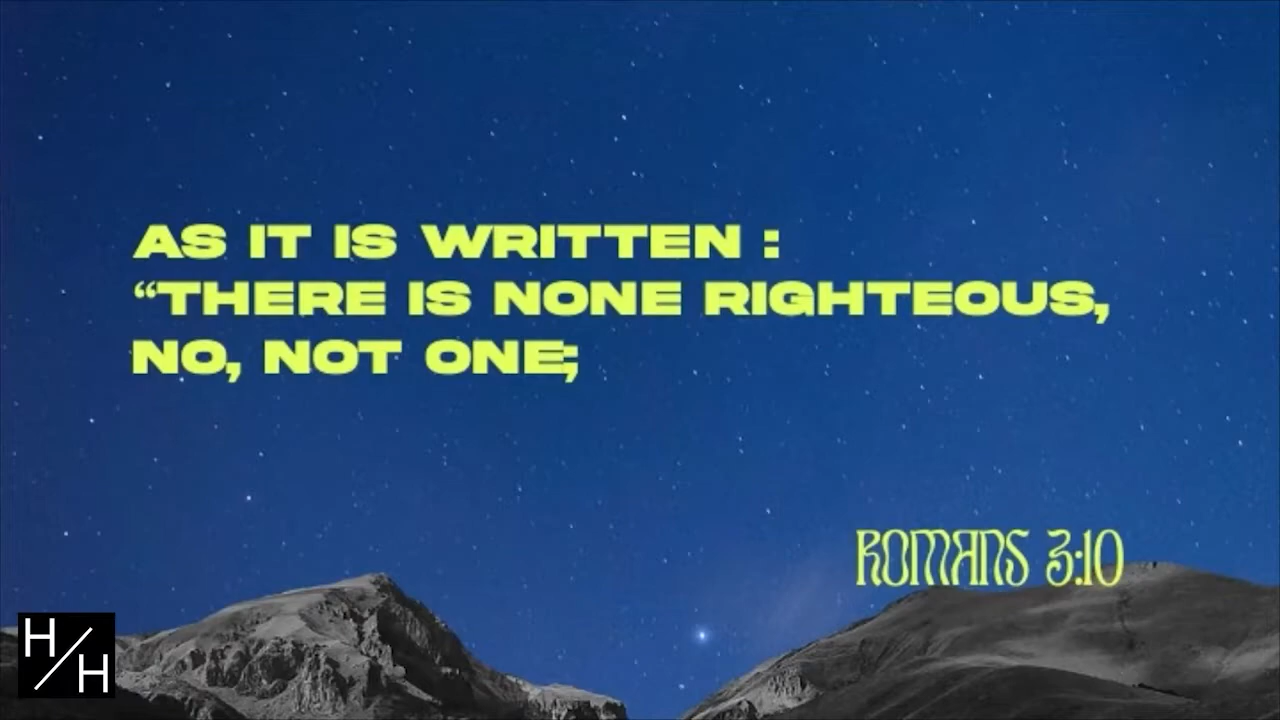 AS IT IS WRITTEN :
“THERE IS NONE RIGHTEOUS,
NO, NOT ONE;
ROMANS 3:10
H/H